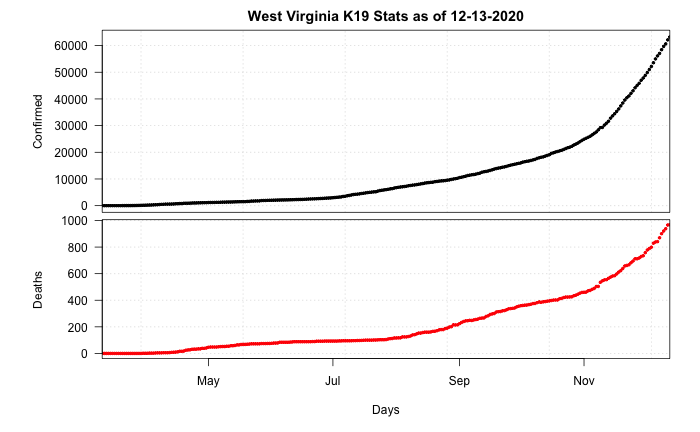 West Virginia K19 Stats as of 12-13-2020
Confirmed
60000
50000
40000
30000
20000
10000
0
Deaths
1000
800
600
400
200
0
May Jul Sep Nov
Days